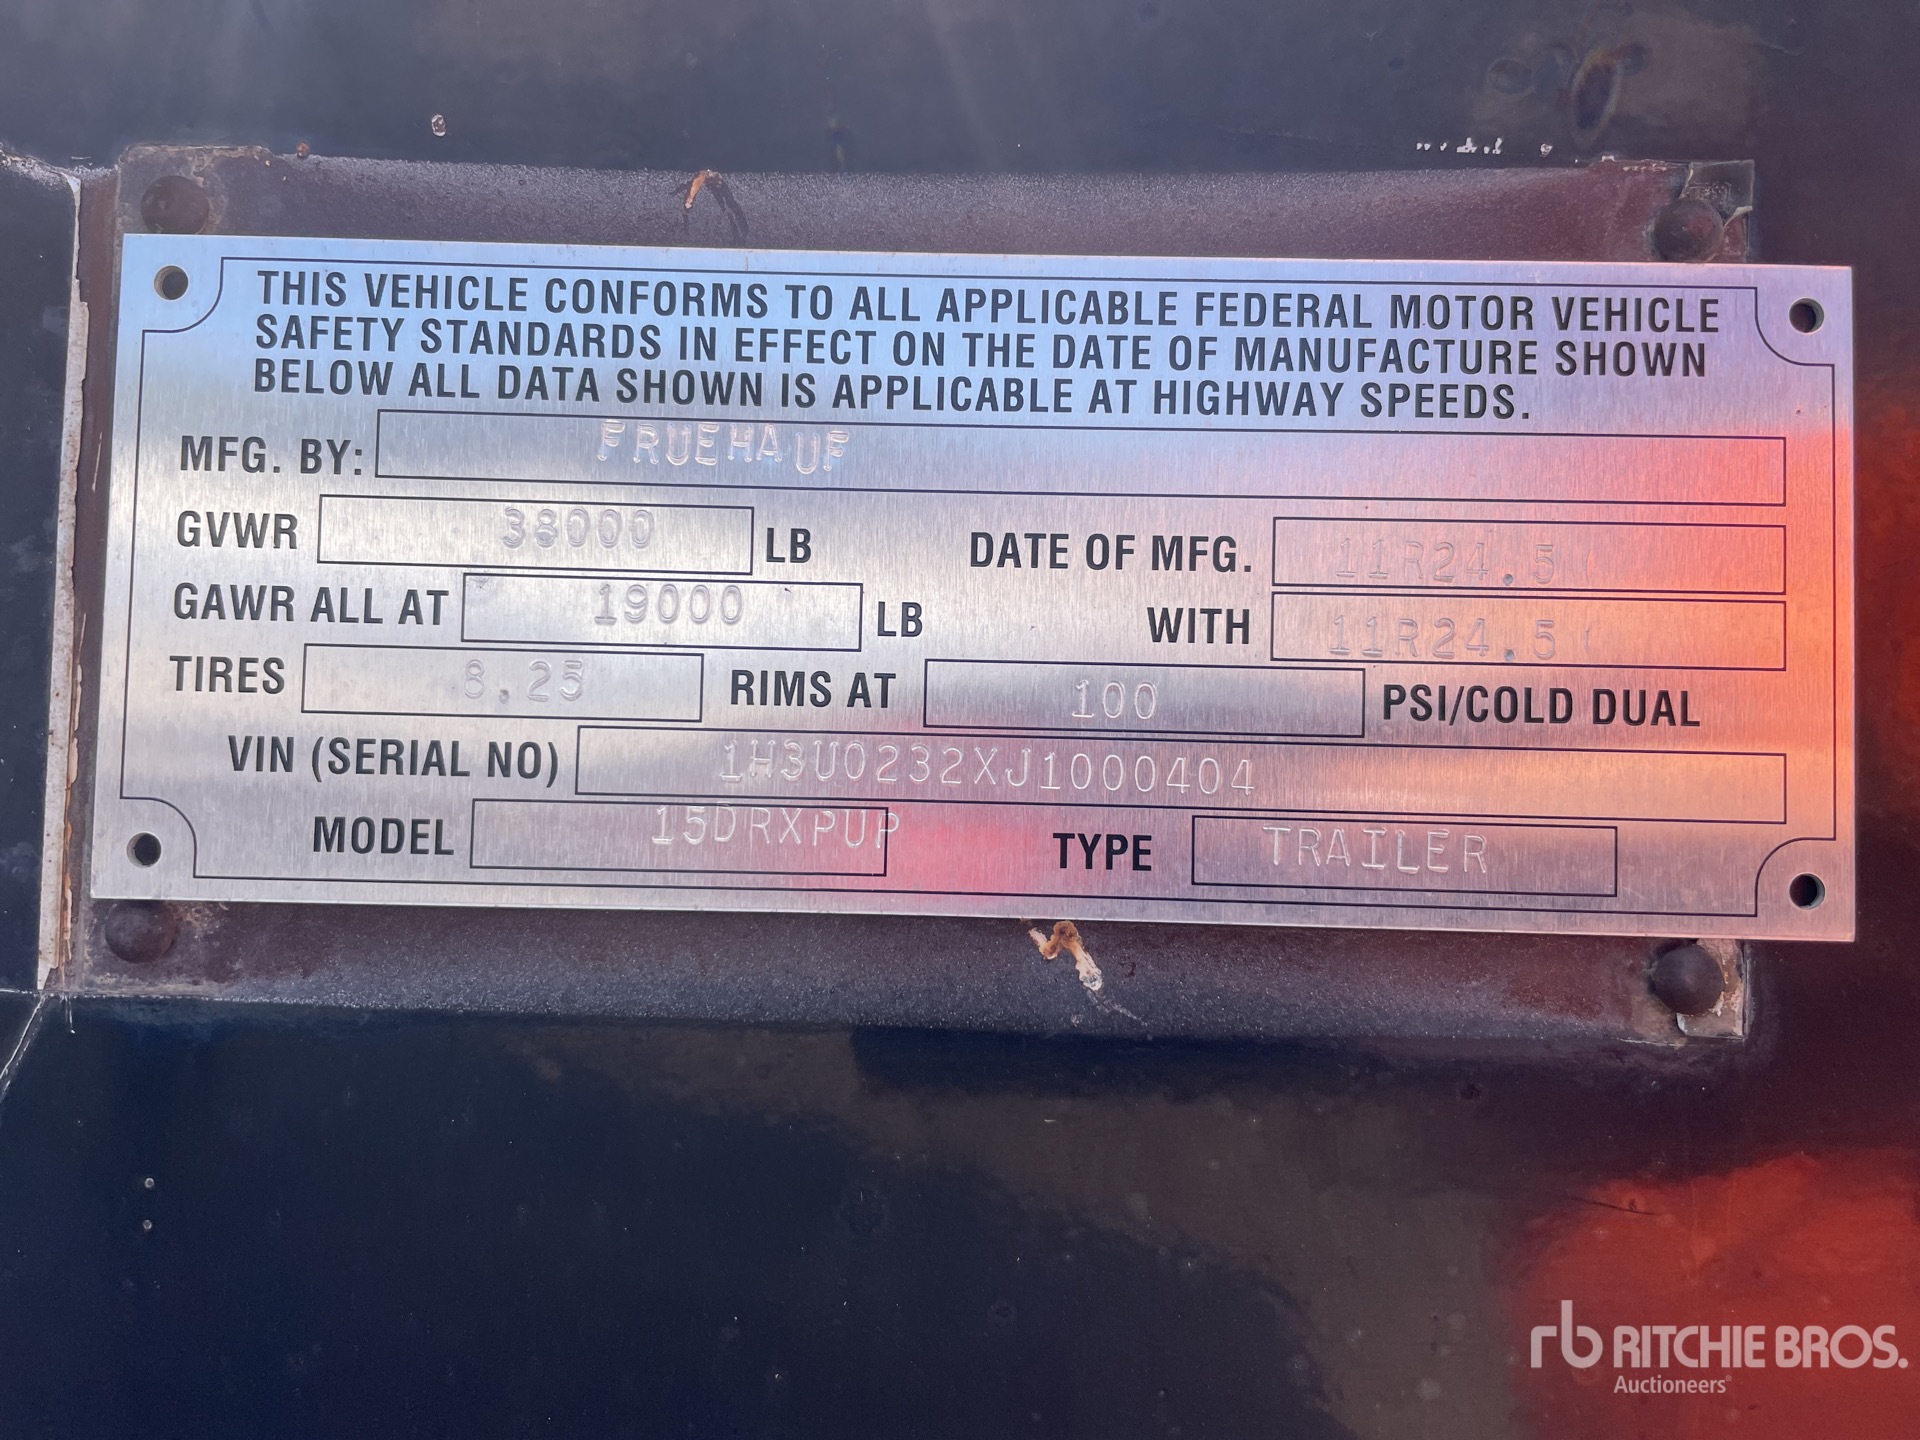 THIS VEHICLE CONFORMS TO ALL APPLICABLE FEDERAL MOTOR VEHICLE
SAFETY STANDARDS IN EFFECT ON THE DATE OF MANUFACTURE SHOWN
BELOW ALL DATA SHOWN IS APPLICABLE AT HIGHWAY SPEEDS.
MFG. BY: FRUEHAUF
GVWR 38000 LB DATE OF MFG. 11R24.5(
GAWR ALL AT 19000 LB WITH 11R24.5(
TIRES 8.25 RIMS AT 100 PSI/COLD DUAL
VIN (SERIAL NO) 1H3U0232XJ1000404
MODEL 15DRXPUP TYPE TRAILER
rb RITCHIE BROS.
Auctioneers